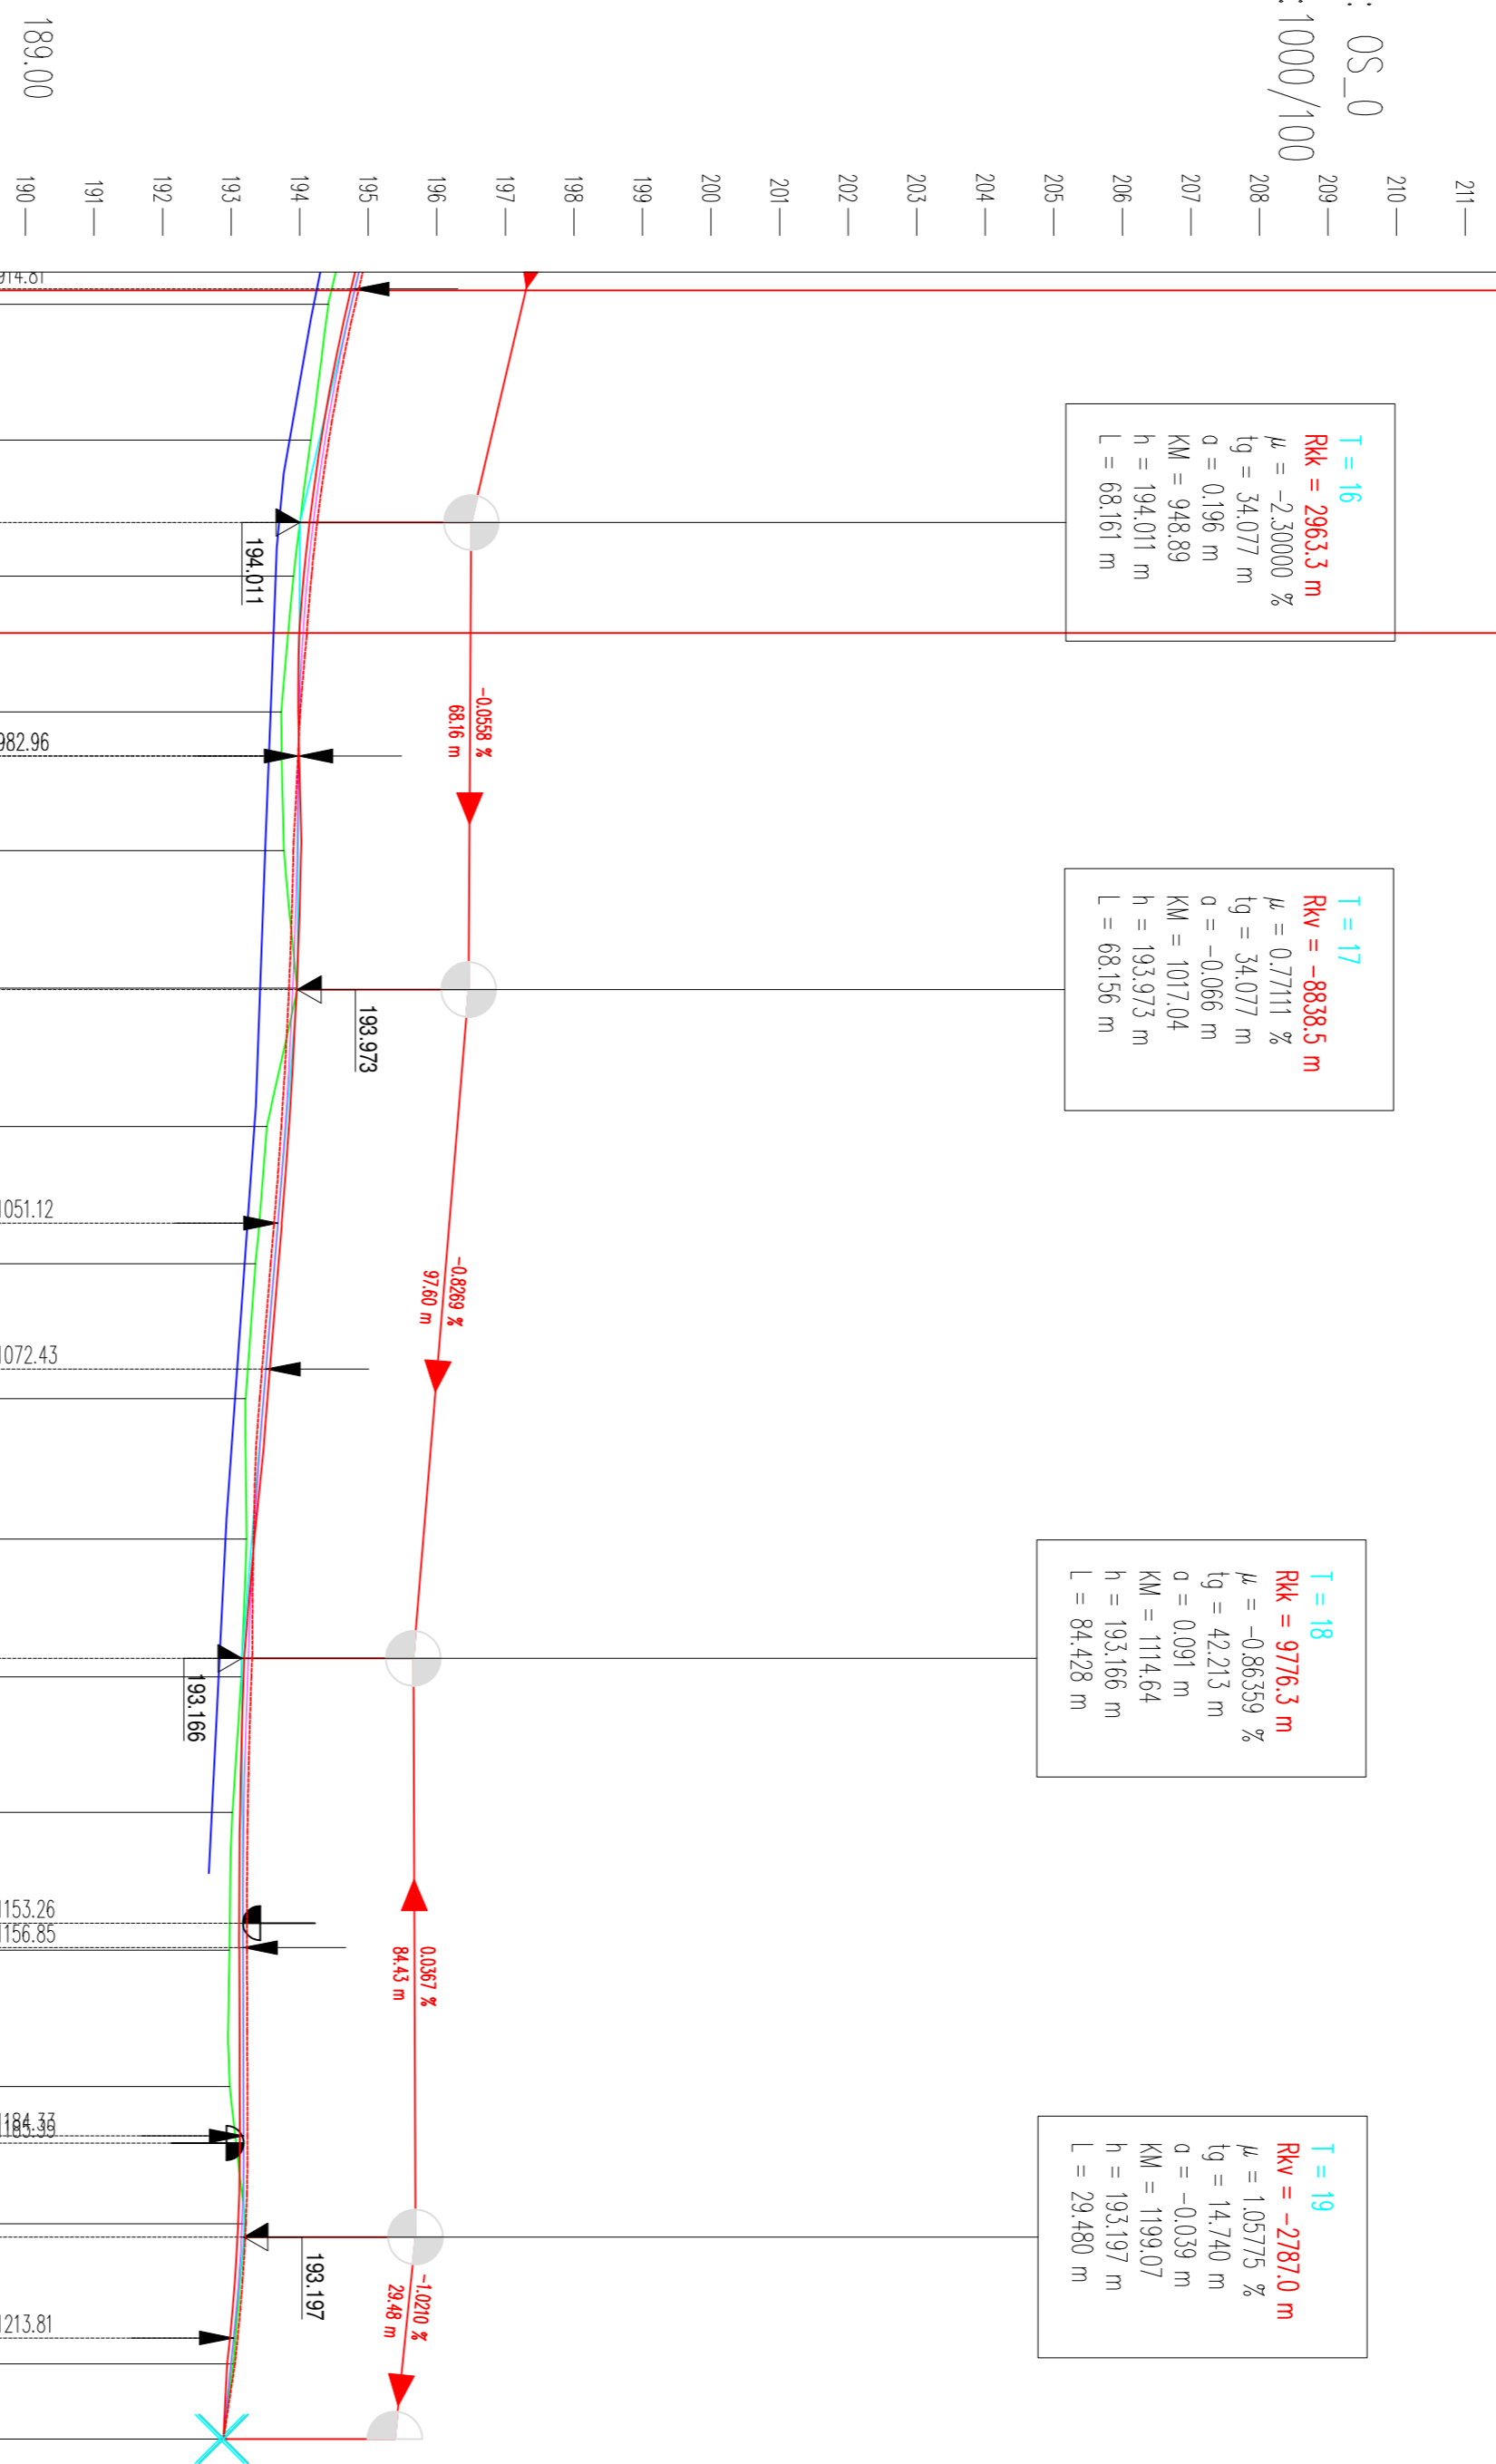 : OS_0
: 1000/100
211
210
209
208
207
206
205
204
203
202
201
200
199
198
197
196
195
194
193
192
191
190
189.00
T = 16
Rkk = 2963.3 m
μ = -2.30000 %
tg = 34.077 m
a = 0.196 m
KM = 948.89
h = 194.011 m
L = 68.161 m
T = 17
Rkv = -8838.5 m
μ = 0.77111 %
tg = 34.077 m
a = -0.066 m
KM = 1017.04
h = 193.973 m
L = 68.156 m
T = 18
Rkk = 9776.3 m
μ = -0.86359 %
tg = 42.213 m
a = 0.091 m
KM = 1114.64
h = 193.166 m
L = 84.428 m
T = 19
Rkv = -2787.0 m
μ = 1.05775 %
tg = 14.740 m
a = -0.039 m
KM = 1199.07
h = 193.197 m
L = 29.480 m
-0.0558 %
68.16 m
-0.8269 %
97.60 m
0.0367 %
84.43 m
-1.0210 %
29.48 m
194.011
193.973
193.166
193.197
914.81
982.96
1051.12
1072.43
1153.26
1156.85
1184.33
1213.81